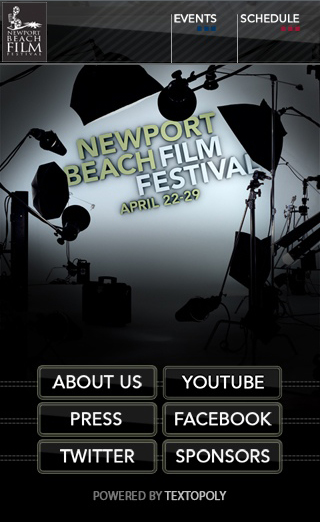 NEWPORT
BEACH
FILM
FESTIVAL
EVENTS
SCHEDULE
NEWPORT
BEACH FILM
FESTIVAL
APRIL 22-29
ABOUT US
YOUTUBE
PRESS
FACEBOOK
TWITTER
SPONSORS
POWERED BY TEXTOPOLY